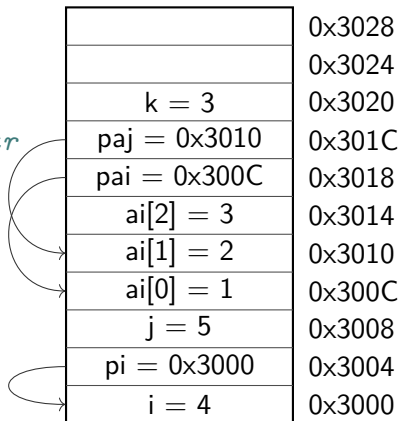 0x3028
0x3024
k = 3 0x3020
paj = 0x3010 0x301C
pai = 0x300C 0x3018
ai[2] = 3 0x3014
ai[1] = 2 0x3010
ai[0] = 1 0x300C
j = 5 0x3008
pi = 0x3000 0x3004
i = 4 0x3000